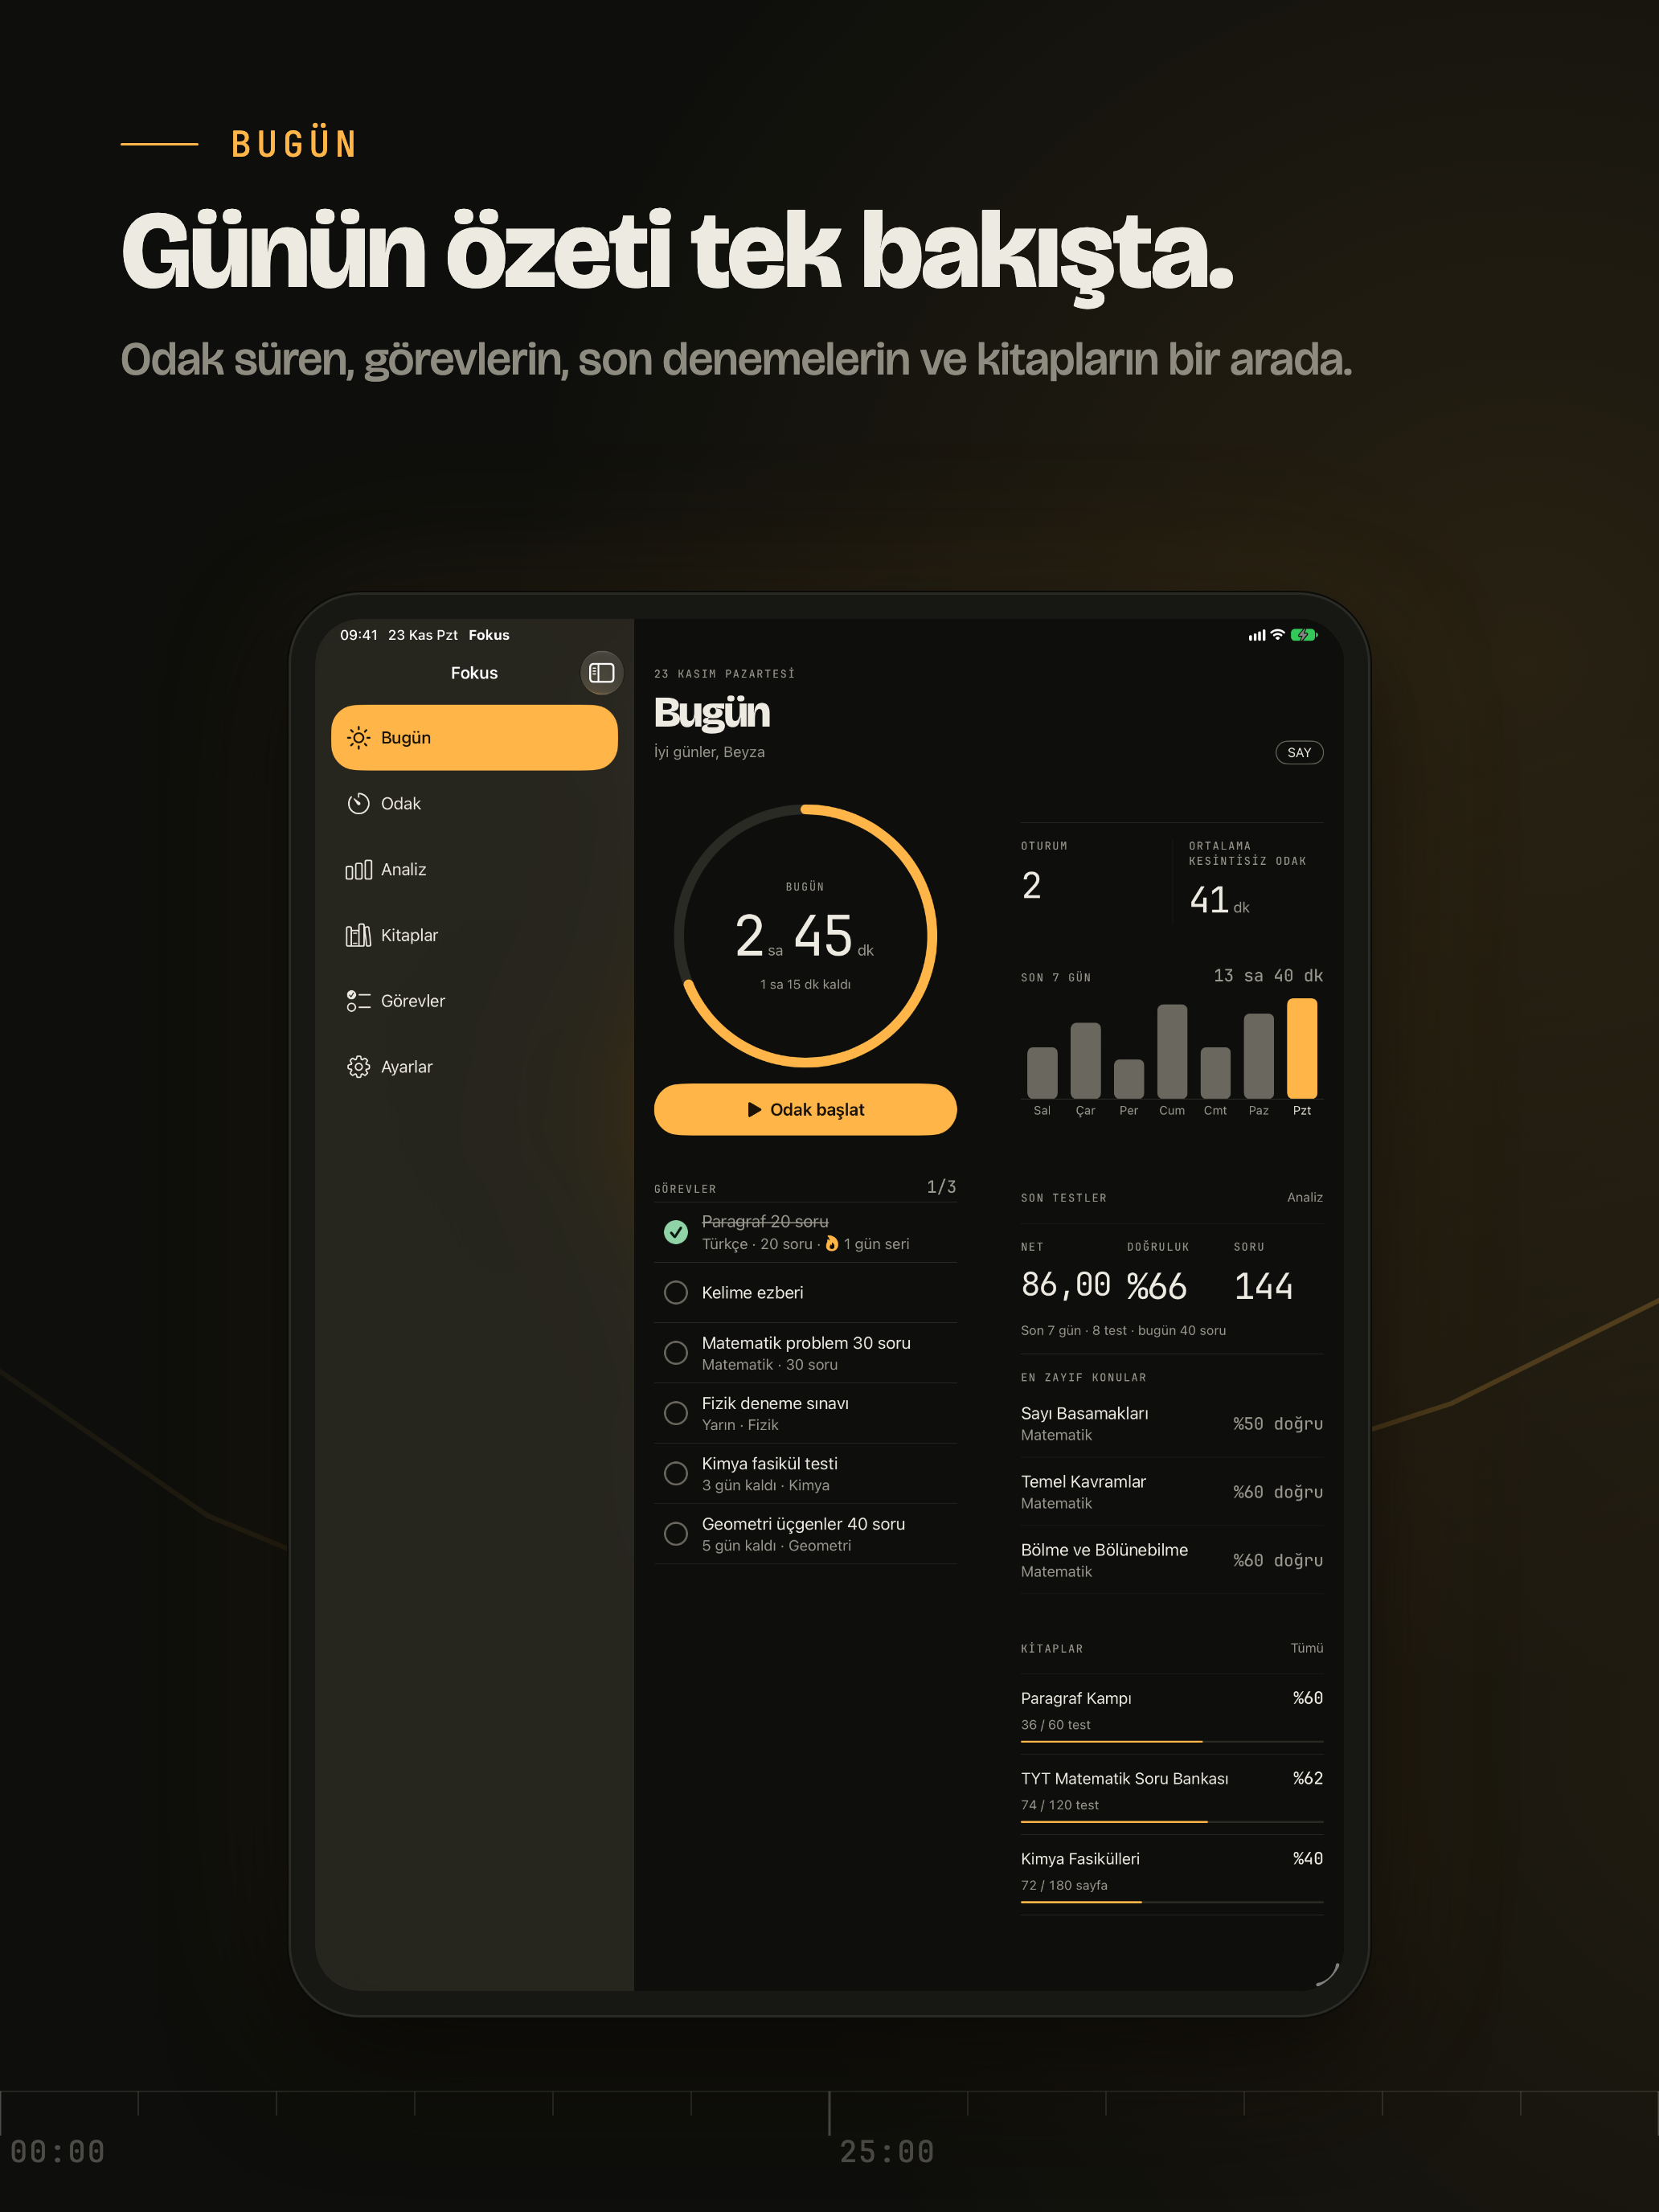 BUGÜN
Günün özeti tek bakışta.
Odak süren, görevlerin, son denemelerin ve kitapların bir arada.
09:41 23 Kas Pzt Fokus
Fokus
Bugün
Odak
Analiz
Kitaplar
Görevler
Ayarlar
23 KASIM PAZARTESİ
Bugün
İyi günler, Beyza
SAY
BUGÜN
2 sa 45 dk
1 sa 15 dk kaldı
Odak başlat
GÖREVLER 1/3
Paragraf 20 soru
Türkçe · 20 soru · 🔥 1 gün seri
Kelime ezberi
Matematik problem 30 soru
Matematik · 30 soru
Fizik deneme sınavı
Yarın · Fizik
Kimya fasikül testi
3 gün kaldı · Kimya
Geometri üçgenler 40 soru
5 gün kaldı · Geometri
OTURUM
2
ORTALAMA
KESİNTİSİZ ODAK
41 dk
SON 7 GÜN 13 sa 40 dk
Sal Çar Per Cum Cmt Paz Pzt
SON TESTLER Analiz
NET DOĞRULUK SORU
86,00 %66 144
Son 7 gün · 8 test · bugün 40 soru
EN ZAYIF KONULAR
Sayı Basamakları
Matematik
%50 doğru
Temel Kavramlar
Matematik
%60 doğru
Bölme ve Bölünebilme
Matematik
%60 doğru
KİTAPLAR Tümü
Paragraf Kampı %60
36 / 60 test
TYT Matematik Soru Bankası %62
74 / 120 test
Kimya Fasikülleri %40
72 / 180 sayfa
00:00 25:00